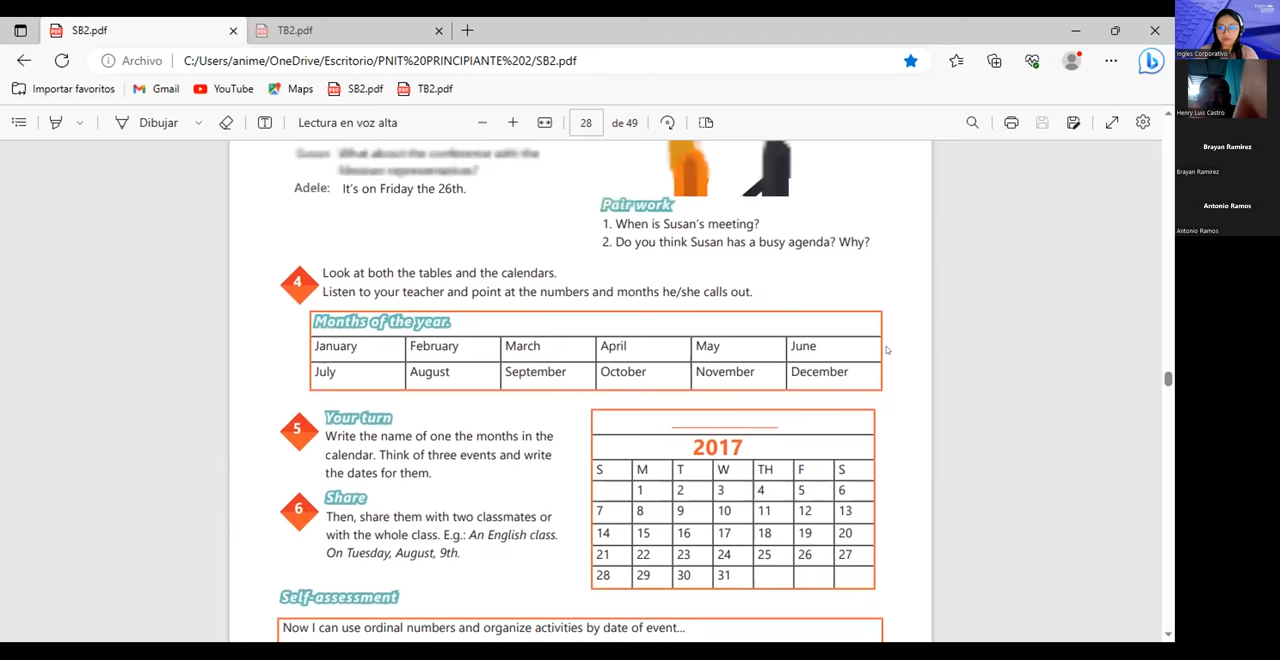 SB2.pdf
TB2.pdf
Archivo
C:/Users/anime/OneDrive/Escritorio/PNIT%20PRINCIPIANTE%202/SB2.pdf
Importar favoritos
Gmail
YouTube
Maps
SB2.pdf
TB2.pdf
Dibujar
Lectura en voz alta
28
de 49
Susan: What about the conference with the
Adele: It's on Friday the 26th.
Pair work
1. When is Susan's meeting?
2. Do you think Susan has a busy agenda? Why?
4
Look at both the tables and the calendars.
Listen to your teacher and point at the numbers and months he/she calls out.
Months of the year.
January February March April May June
July August September October November December
5
Your turn
Write the name of one the months in the
calendar. Think of three events and write
the dates for them.
6
Share
Then, share them with two classmates or
with the whole class. E.g.: An English class.
On Tuesday, August, 9th.
2017
S M T W TH F S
1 2 3 4 5 6
7 8 9 10 11 12 13
14 15 16 17 18 19 20
21 22 23 24 25 26 27
28 29 30 31
Self-assessment
Now I can use ordinal numbers and organize activities by date of event...
Ingles Corporativo
Henry Luis Castro
Brayan Ramirez
Brayan Ramirez
Antonio Ramos
Antonio Ramos